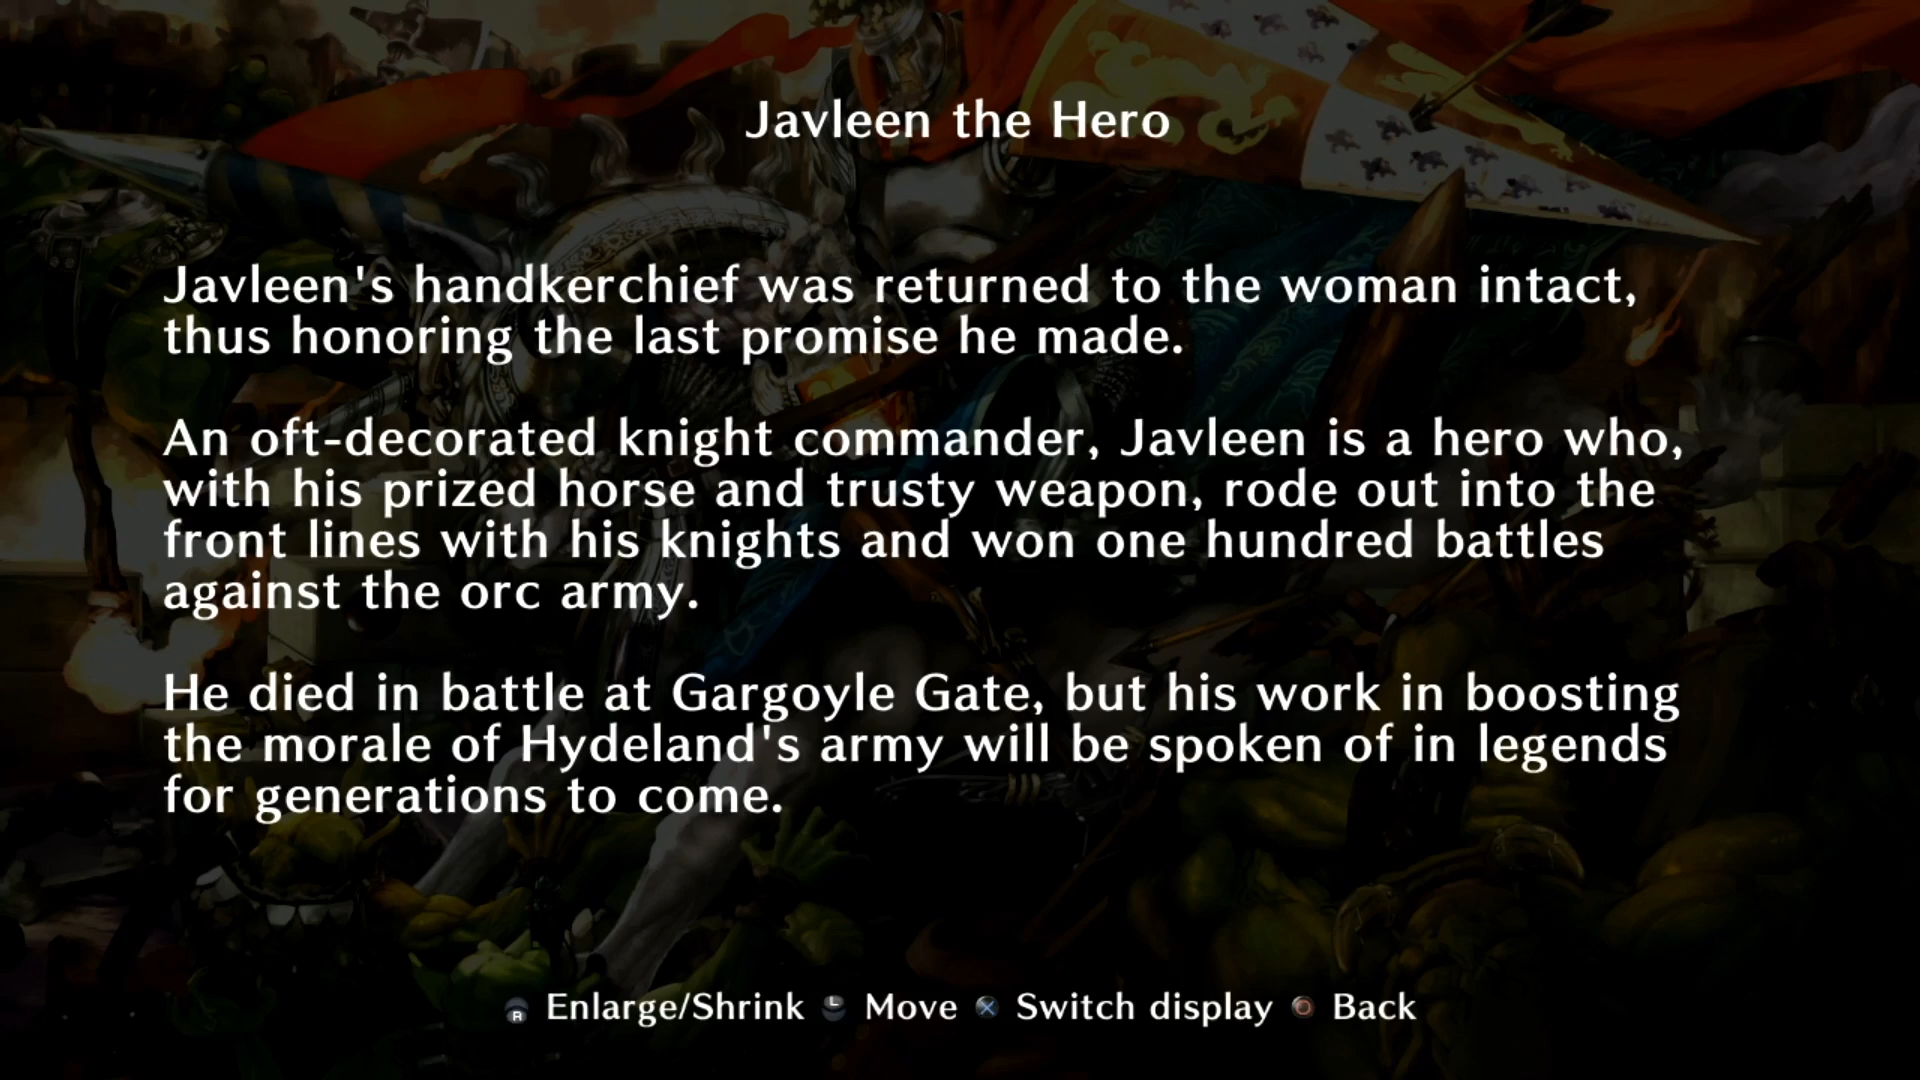 Javleen the Hero
Javleen's handkerchief was returned to the woman intact,
thus honoring the last promise he made.
An oft-decorated knight commander, Javleen is a hero who,
with his prized horse and trusty weapon, rode out into the
front lines with his knights and won one hundred battles
against the orc army.
He died in battle at Gargoyle Gate, but his work in boosting
the morale of Hydeland's army will be spoken of in legends
for generations to come.
R Enlarge/Shrink L Move Switch display Back